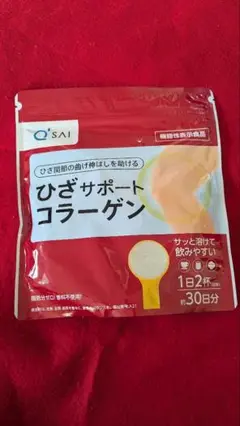 Q'SAI
機能性表示食品
ひざ関節の曲げ伸ばしを助ける
ひざサポート
コラーゲン
サッと溶けて
飲みやすい
1日2杯
約30日分